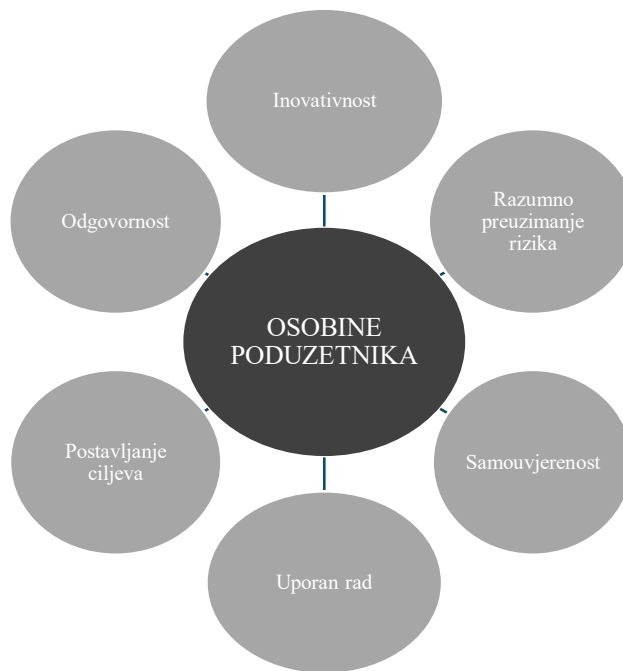 Inovativnost
Odgovornost
Razumno
preuzimanje
rizika
OSOBINE
PODUZETNIKA
Postavljanje
ciljeva
Samouvjerenost
Uporan rad